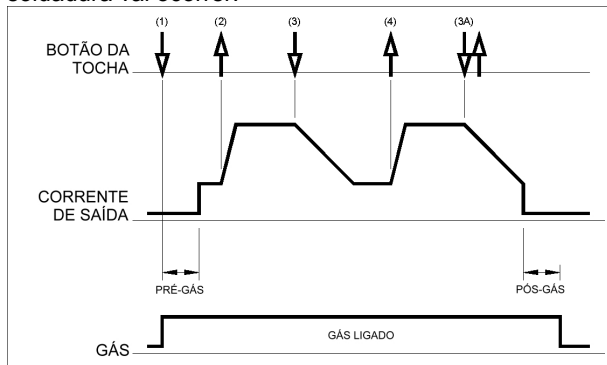 soldadura vai ocorrer.
(1) (2) (3) (4) (3A)
BOTÃO DA
TOCHA
CORRENTE
DE SAÍDA
PRÉ-GÁS
PÓS-GÁS
GÁS LIGADO
GÁS